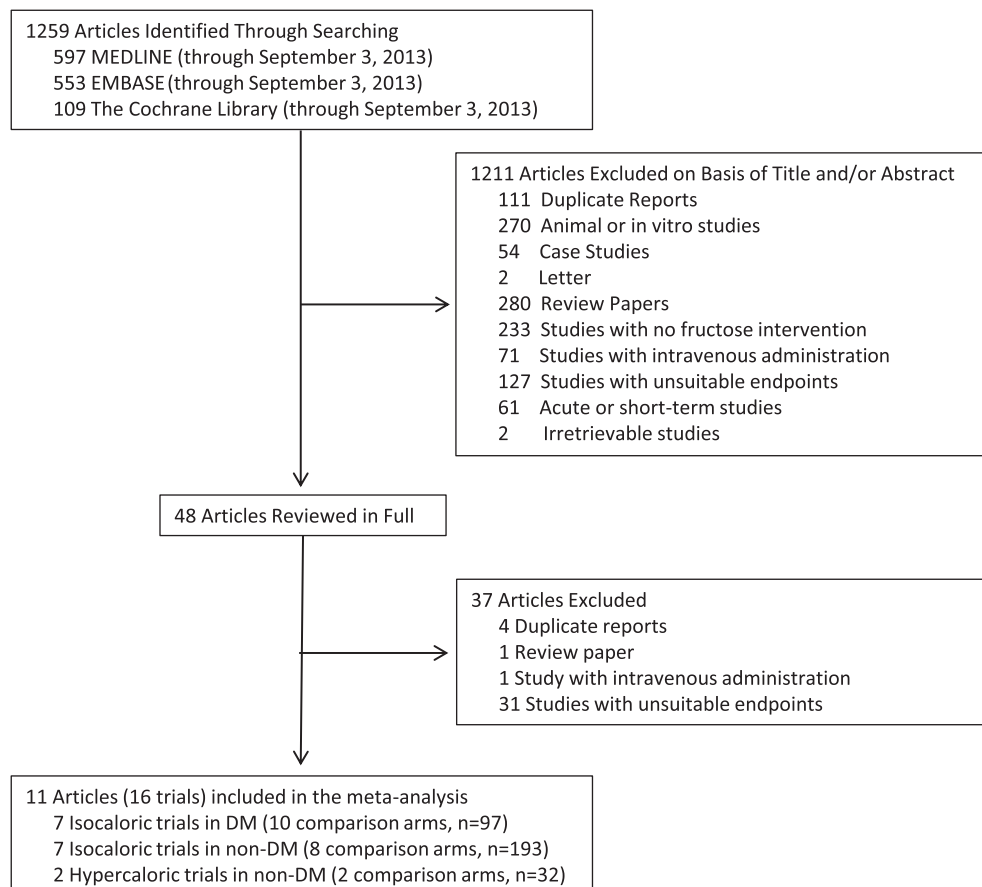 1259 Articles Identified Through Searching
597 MEDLINE (through September 3, 2013)
553 EMBASE (through September 3, 2013)
109 The Cochrane Library (through September 3, 2013)
1211 Articles Excluded on Basis of Title and/or Abstract
111 Duplicate Reports
270 Animal or in vitro studies
54 Case Studies
2 Letter
280 Review Papers
233 Studies with no fructose intervention
71 Studies with intravenous administration
127 Studies with unsuitable endpoints
61 Acute or short-term studies
2 Irretrievable studies
48 Articles Reviewed in Full
37 Articles Excluded
4 Duplicate reports
1 Review paper
1 Study with intravenous administration
31 Studies with unsuitable endpoints
11 Articles (16 trials) included in the meta-analysis
7 Isocaloric trials in DM (10 comparison arms, n=97)
7 Isocaloric trials in non-DM (8 comparison arms, n=193)
2 Hypercaloric trials in non-DM (2 comparison arms, n=32)